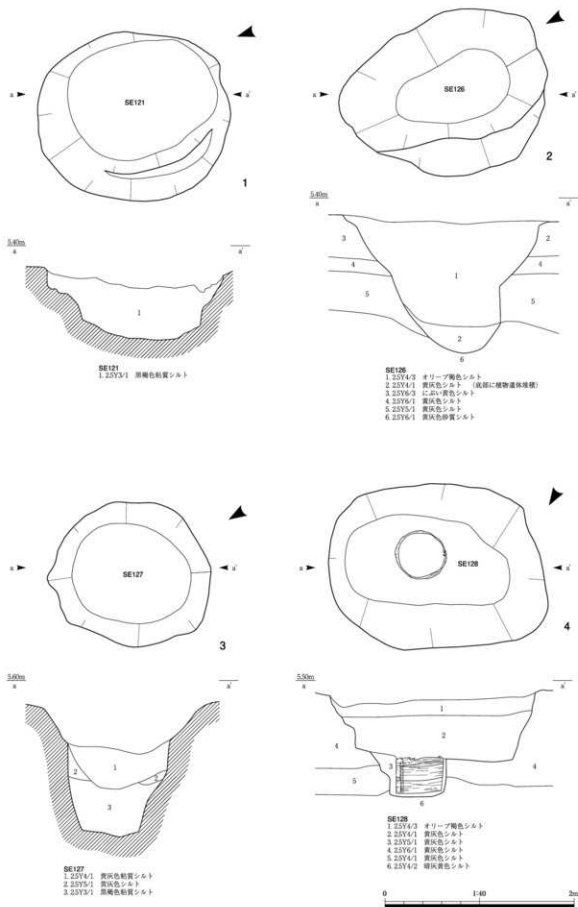 SE121
a
a'
1
5.40m
a
a'
1
SE121
1. 2.5Y3/1 黒褐色粘質シルト
SE126
a
a'
2
5.40m
a
a'
3
2
4
1
4
5
5
2
6
SE126
1. 2.5Y4/3 オリーブ褐色シルト
2. 2.5Y4/1 黄灰色シルト (底部に植物遺体堆積)
3. 2.5Y6/3 にぶい黄色シルト
4. 2.5Y6/1 黄灰色シルト
5. 2.5Y5/1 黄灰色シルト
6. 2.5Y6/1 黄灰色砂質シルト
SE127
a
a'
3
5.60m
a
a'
1
2
2
3
SE127
1. 2.5Y4/1 黄灰色粘質シルト
2. 2.5Y5/1 黄灰色シルト
3. 2.5Y3/1 黒褐色粘質シルト
SE128
a
a'
4
5.50m
a
a'
1
2
4
3
4
5
6
SE128
1. 2.5Y4/3 オリーブ褐色シルト
2. 2.5Y4/1 黄灰色シルト
3. 2.5Y5/1 黄灰色シルト
4. 2.5Y6/1 黄灰色シルト
5. 2.5Y4/1 黄灰色シルト
6. 2.5Y4/2 暗灰黄色シルト
0 1:40 2m